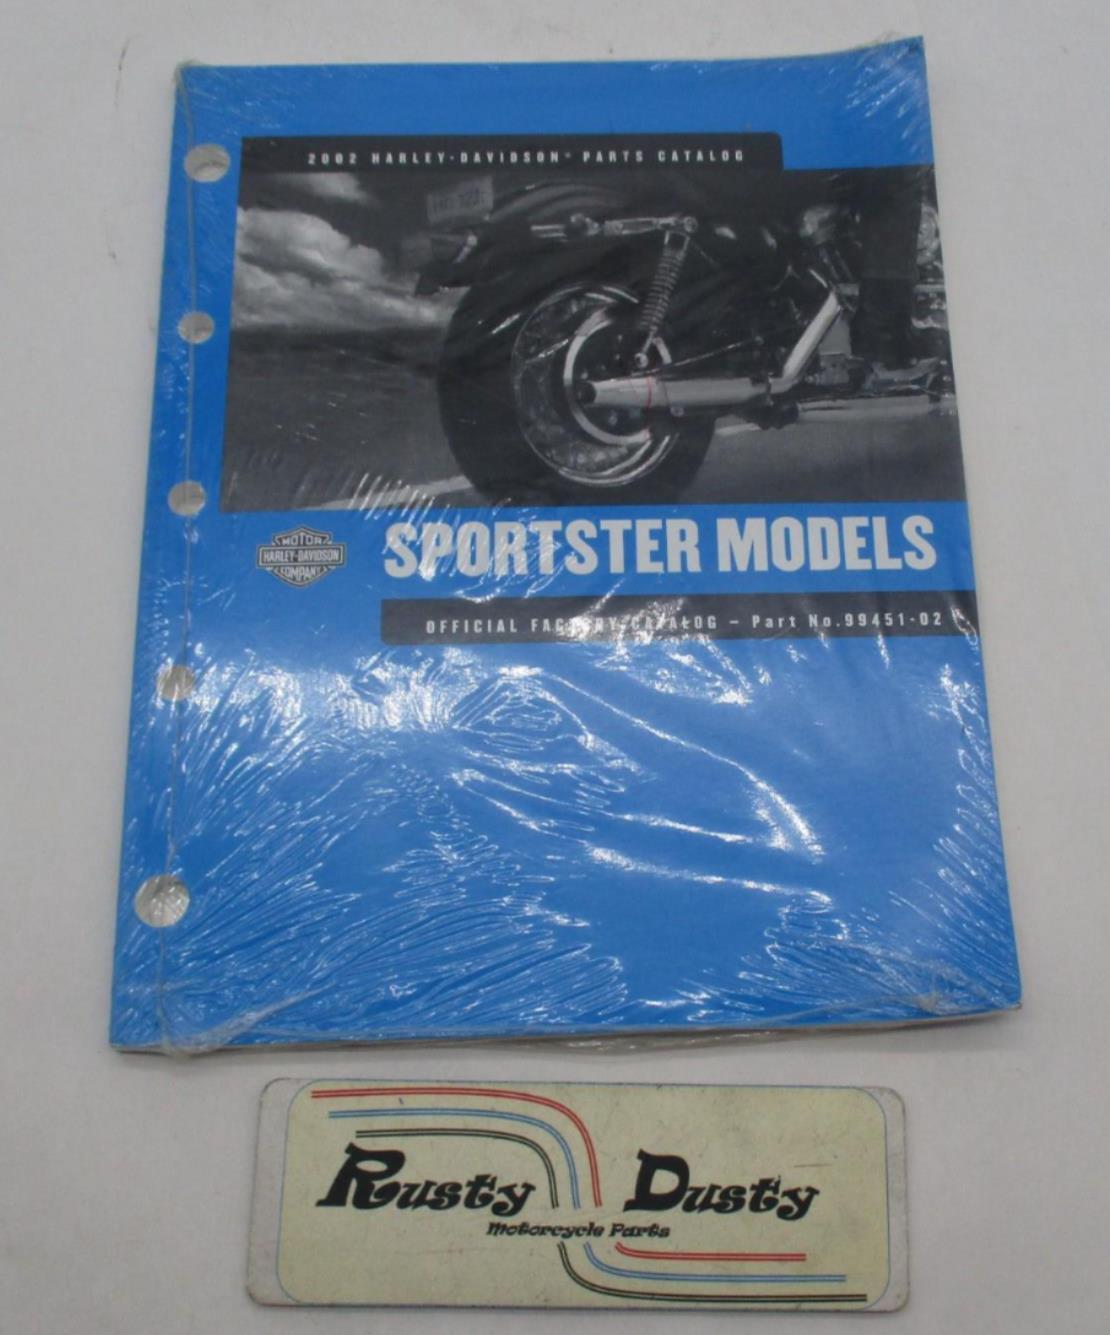 2002 HARLEY-DAVIDSON® PARTS CATALOG
MOTOR
HARLEY-DAVIDSON
COMPANY
SPORTSTER MODELS
OFFICIAL FACTORY CATALOG – Part No.99451-02
Rusty Dusty
Motorcycle Parts